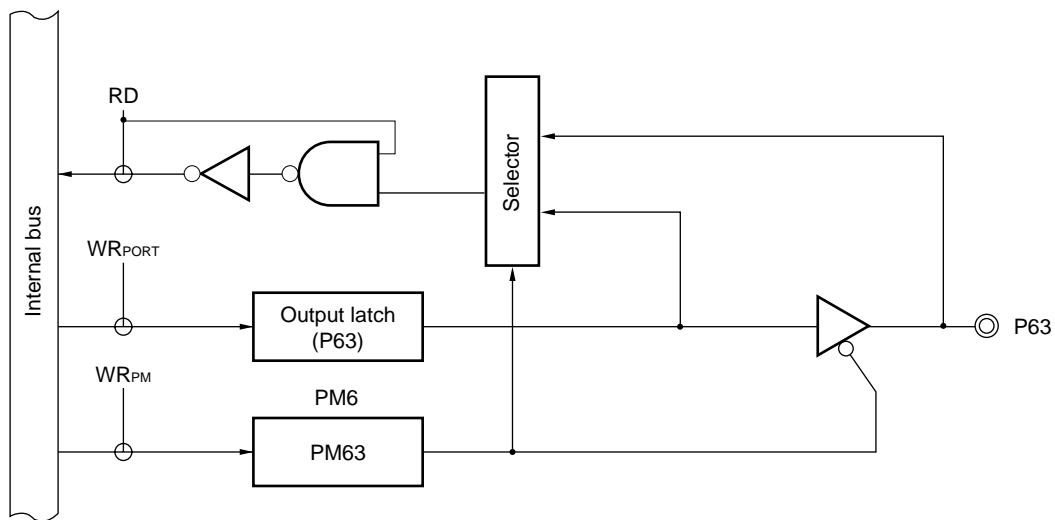 RD
Selector
Internal bus
WRPORT
Output latch
(P63)
P63
WRPM
PM6
PM63